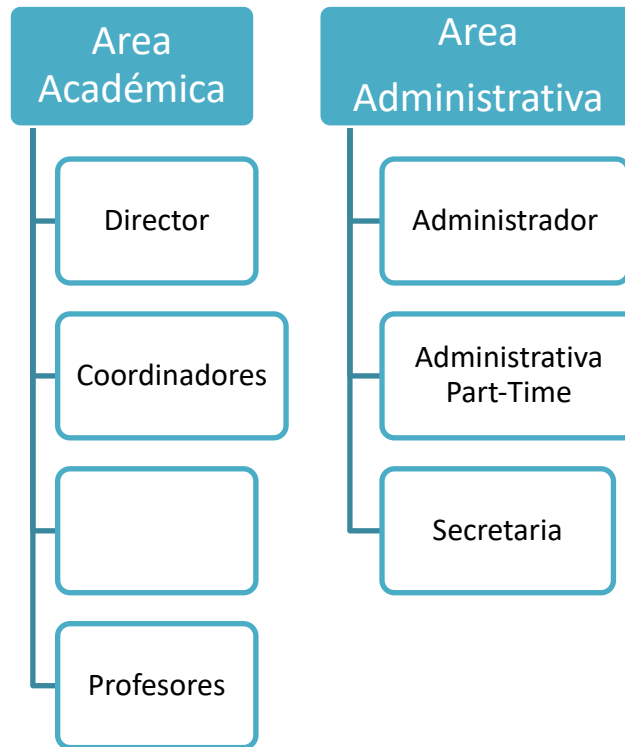 Area
Académica
Director
Coordinadores
Profesores
Area
Administrativa
Administrador
Administrativa
Part-Time
Secretaria